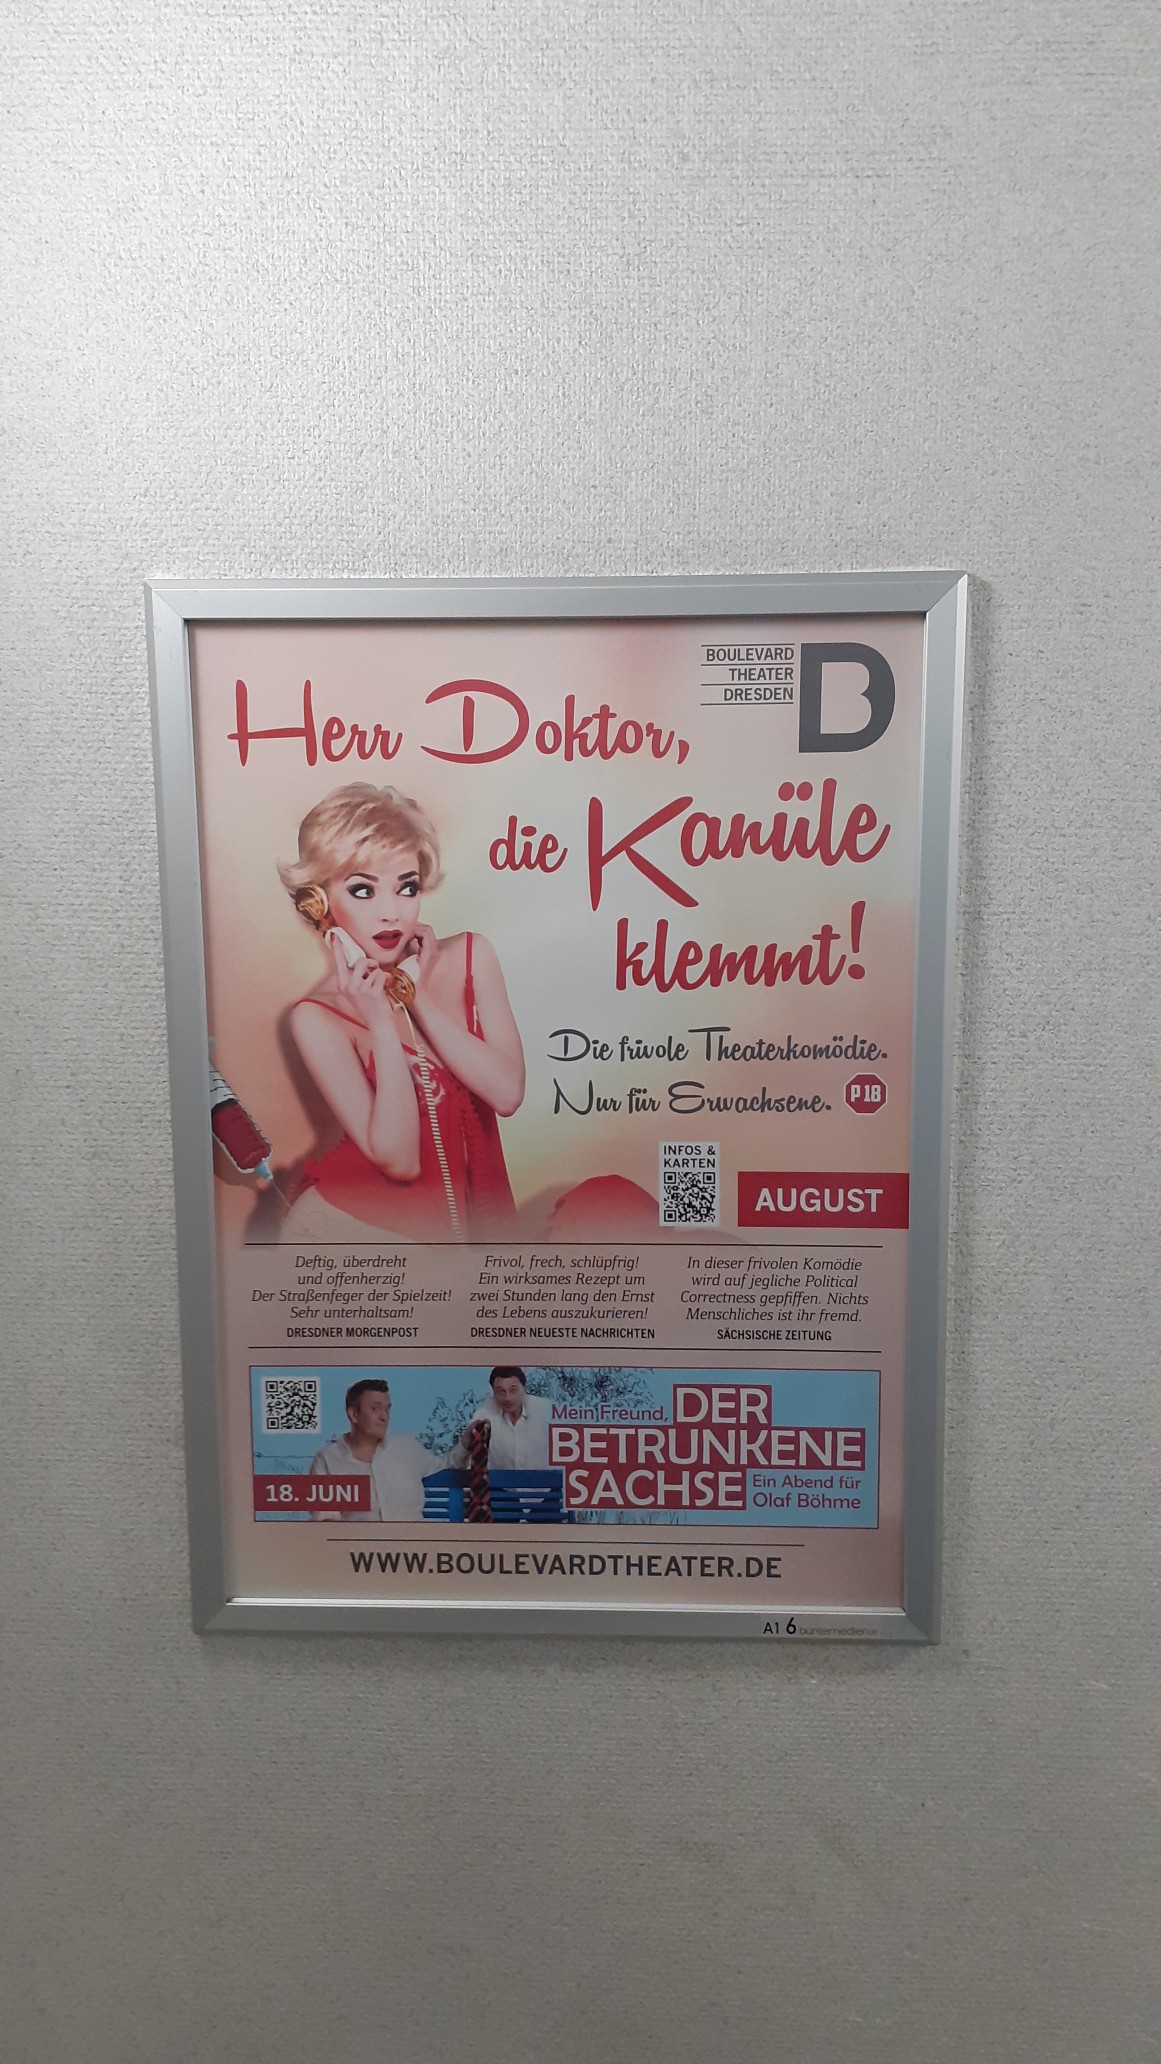 BOULEVARD
THEATER
DRESDEN
B
Herr Doktor,
die Kanüle
klemmt!
Die frivole Theaterkomödie.
Nur für Erwachsene. P18
INFOS &
KARTEN
AUGUST
Deftig, überdreht
und offenherzig!
Der Straßenfeger der Spielzeit!
Sehr unterhaltsam!
DRESDNER MORGENPOST
Frivol, frech, schlüpfrig!
Ein wirksames Rezept um
zwei Stunden lang den Ernst
des Lebens auszukurieren!
DRESDNER NEUESTE NACHRICHTEN
In dieser frivolen Komödie
wird auf jegliche Political
Correctness gepfiffen. Nichts
Menschliches ist ihr fremd.
SÄCHSISCHE ZEITUNG
18. JUNI
Mein Freund, DER
BETRUNKENE
SACHSE
Ein Abend für
Olaf Böhme
WWW.BOULEVARDTHEATER.DE
A1 6 buntemedien